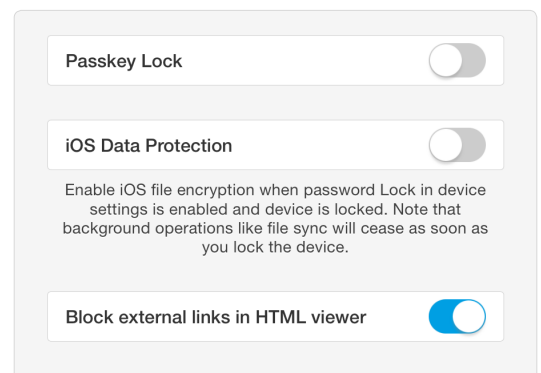 Passkey Lock
iOS Data Protection
Enable iOS file encryption when password Lock in device
settings is enabled and device is locked. Note that
background operations like file sync will cease as soon as
you lock the device.
Block external links in HTML viewer